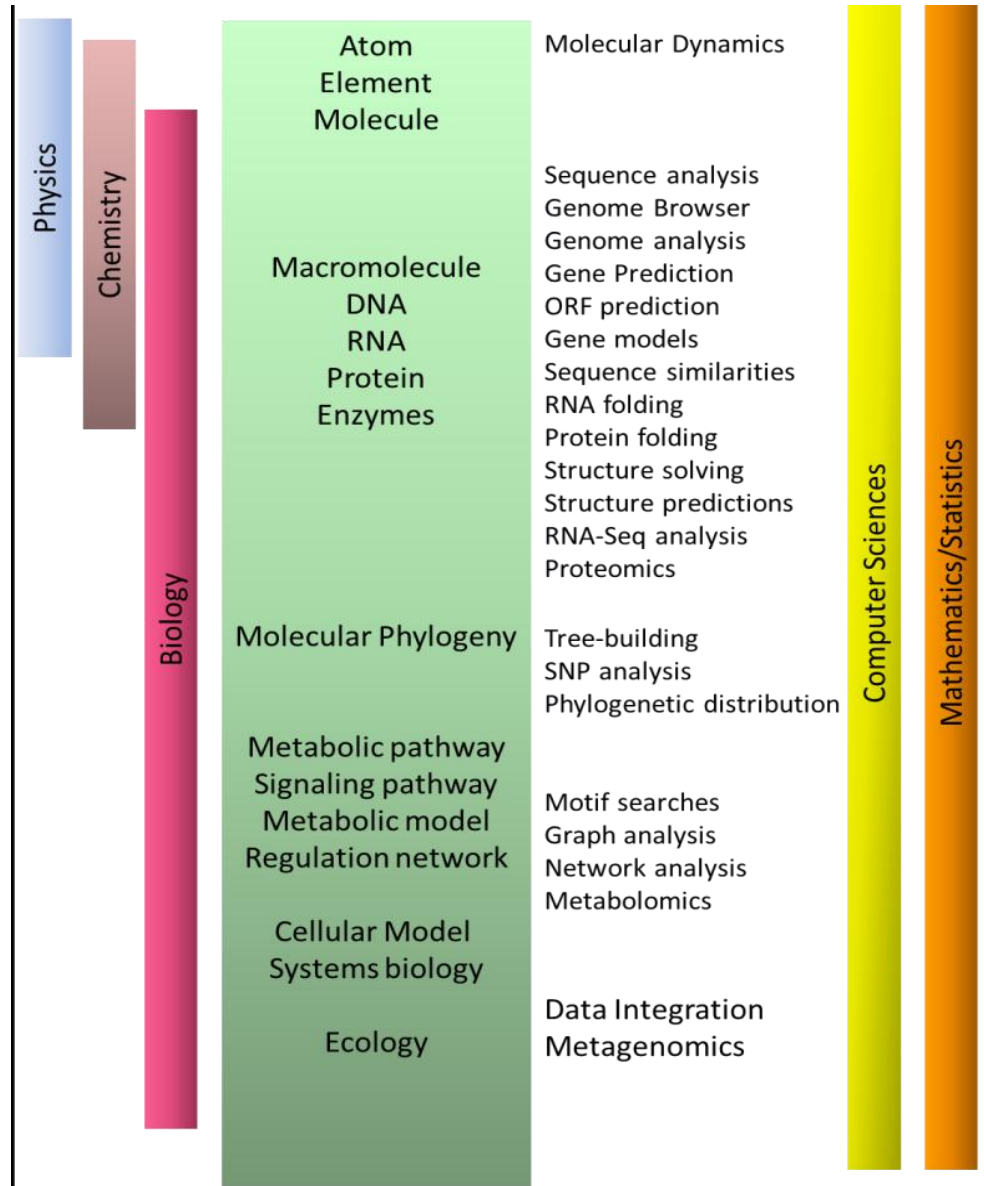 Physics
Chemistry
Biology
Atom
Element
Molecule
Macromolecule
DNA
RNA
Protein
Enzymes
Molecular Phylogeny
Metabolic pathway
Signaling pathway
Metabolic model
Regulation network
Cellular Model
Systems biology
Ecology
Molecular Dynamics
Sequence analysis
Genome Browser
Genome analysis
Gene Prediction
ORF prediction
Gene models
Sequence similarities
RNA folding
Protein folding
Structure solving
Structure predictions
RNA-Seq analysis
Proteomics
Tree-building
SNP analysis
Phylogenetic distribution
Motif searches
Graph analysis
Network analysis
Metabolomics
Data Integration
Metagenomics
Computer Sciences
Mathematics/Statistics